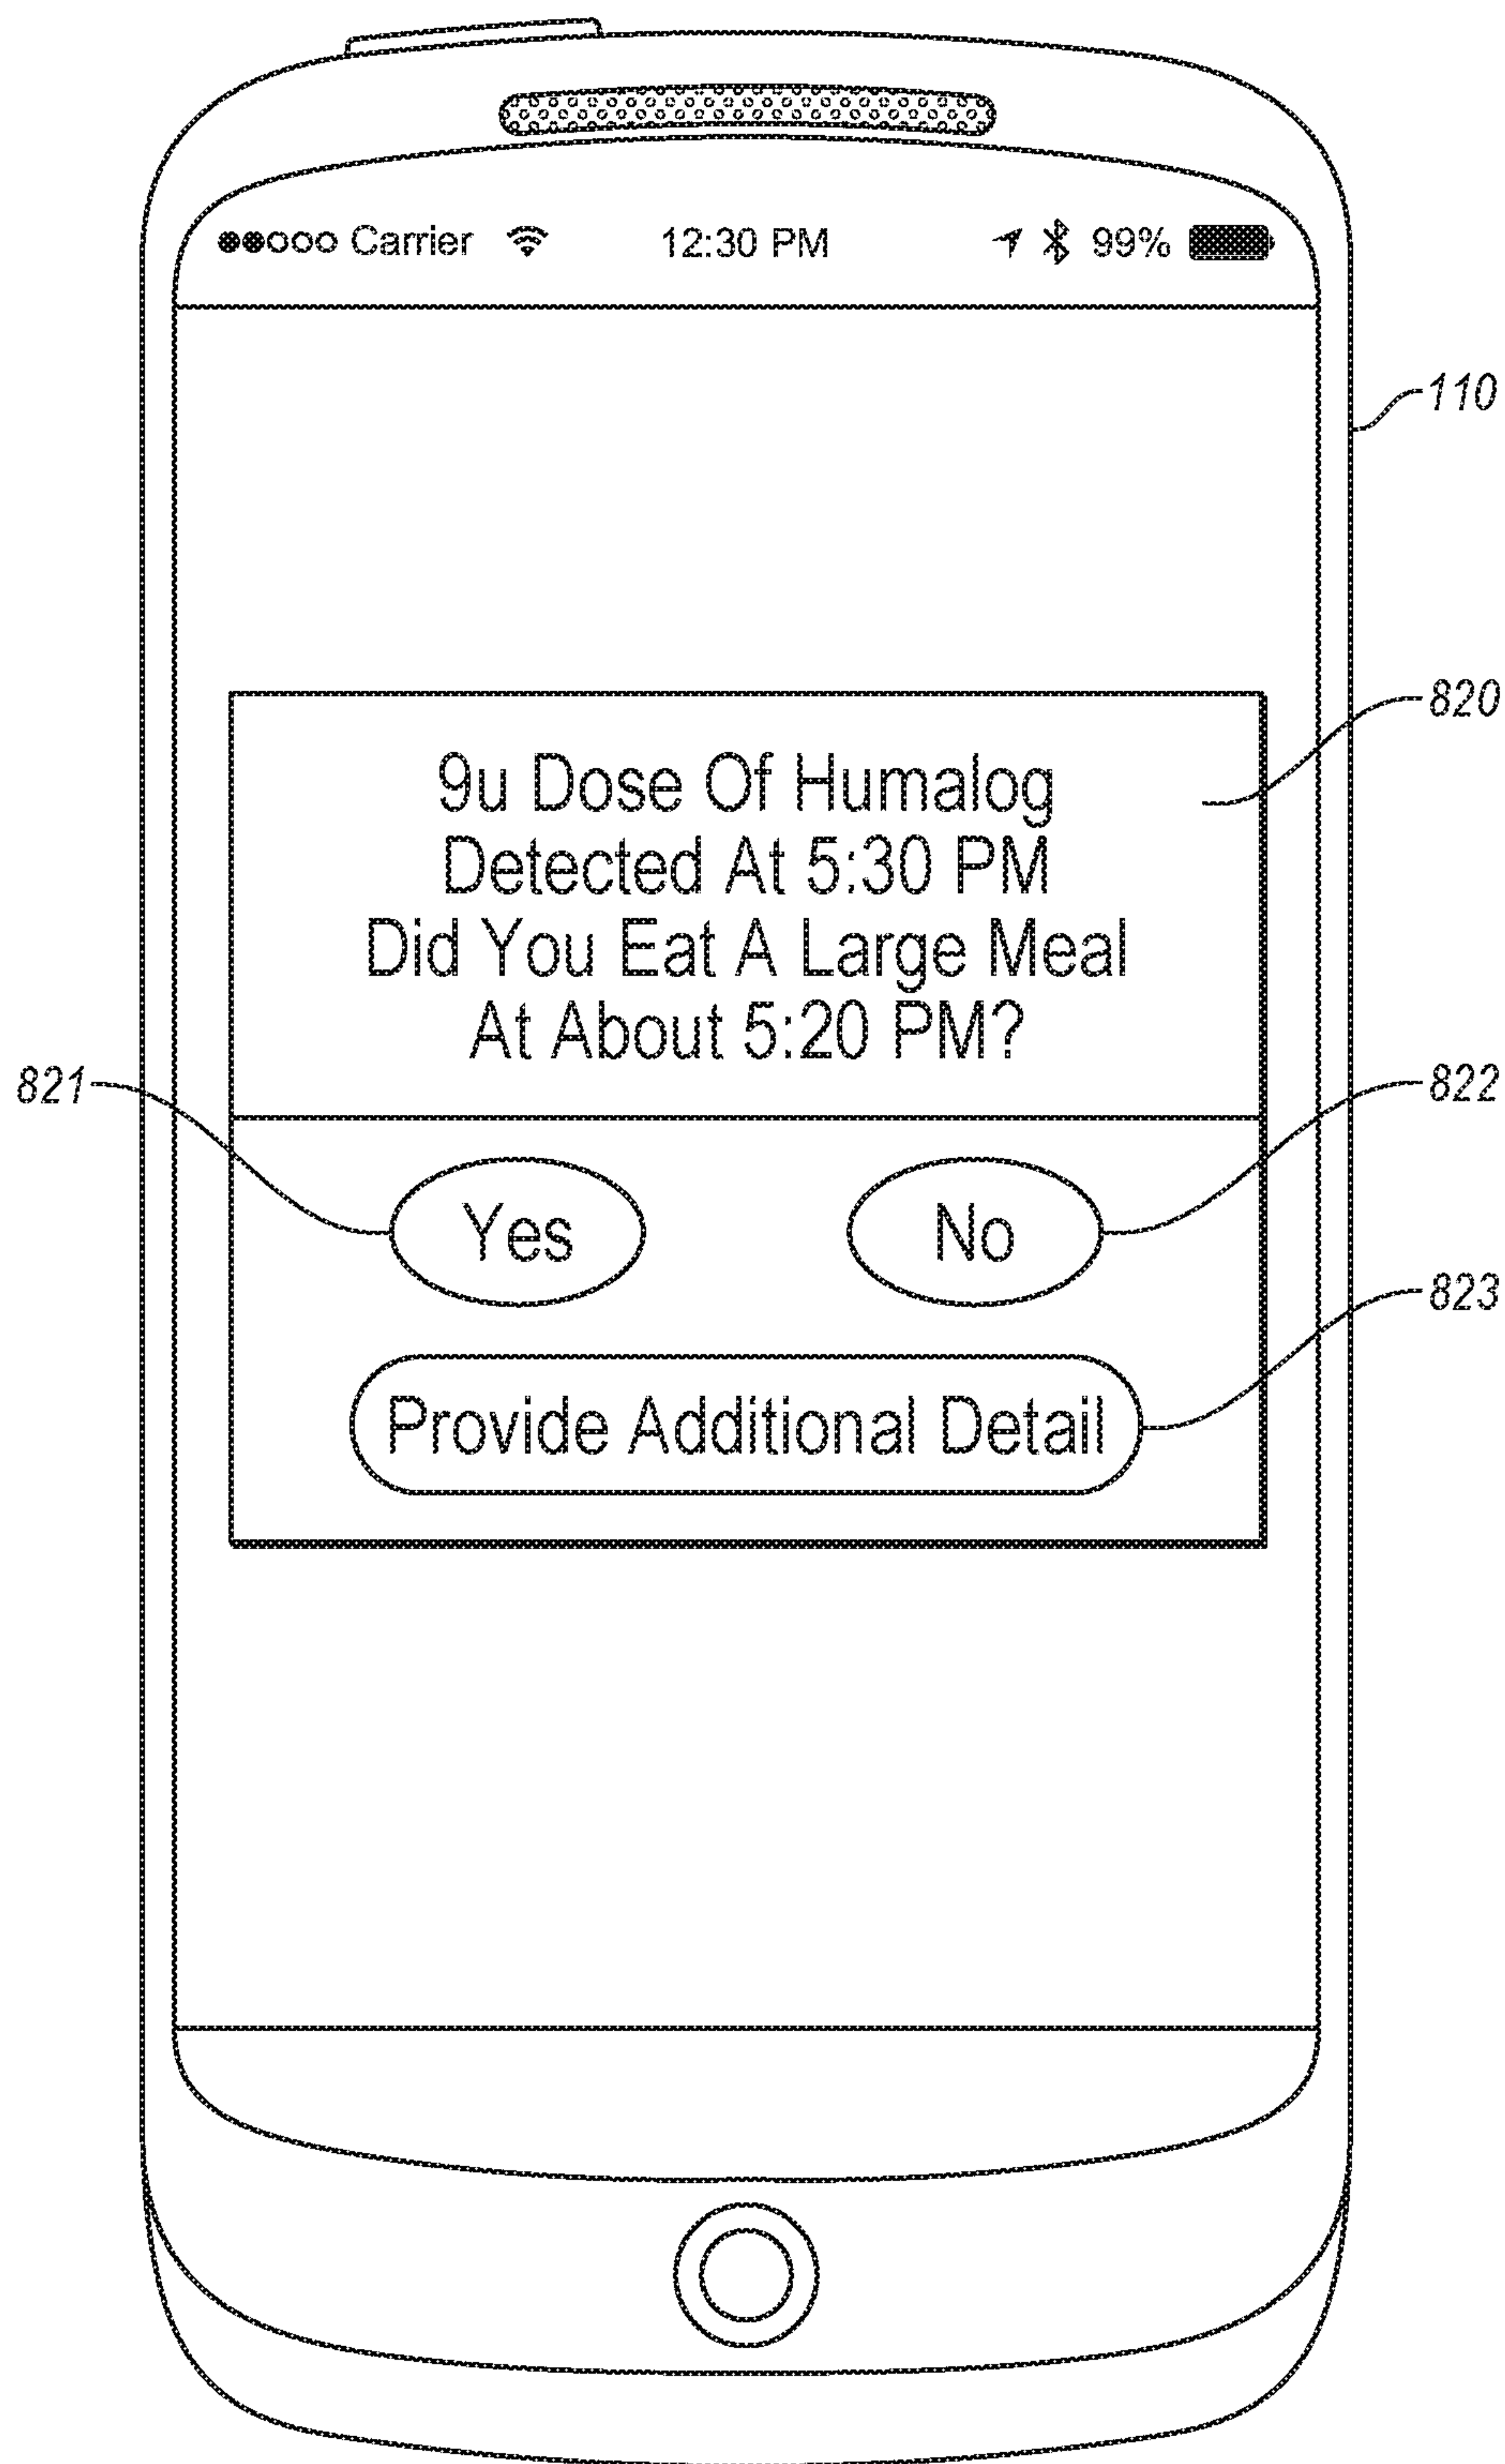 Carrier 12:30 PM 99%
110
820
9u Dose Of Humalog
Detected At 5:30 PM
Did You Eat A Large Meal
At About 5:20 PM?
821
822
Yes No
823
Provide Additional Detail